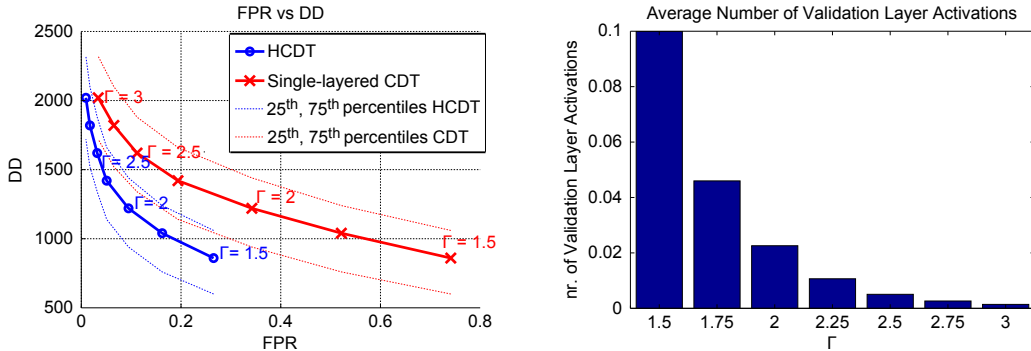 FPR vs DD
2500
2000
1500
1000
500
DD
HCDT
Single-layered CDT
25th, 75th percentiles HCDT
25th, 75th percentiles CDT
Γ = 3
Γ = 2.5
Γ = 2.5
Γ = 2
Γ = 2
Γ = 1.5
Γ = 1.5
0 0.2 0.4 0.6 0.8
FPR
Average Number of Validation Layer Activations
0.1
0.08
0.06
0.04
0.02
0
nr. of Validation Layer Activations
1.5 1.75 2 2.25 2.5 2.75 3
Γ